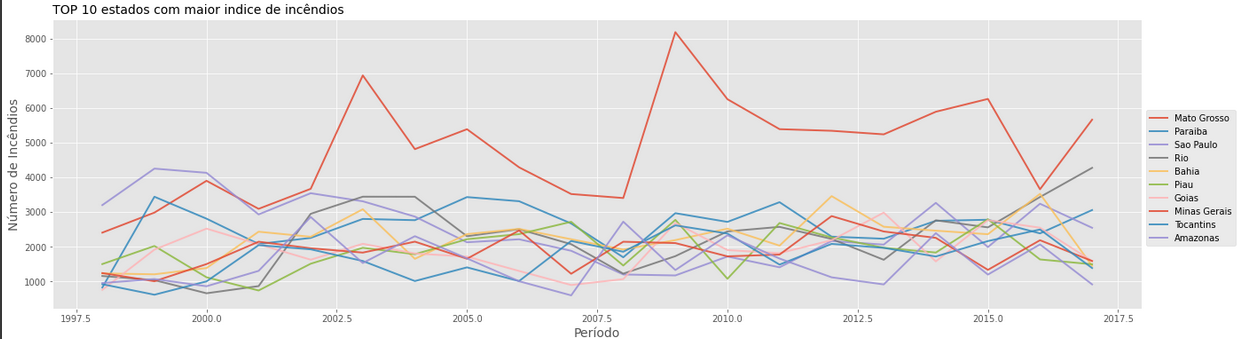 TOP 10 estados com maior indice de incêndios
Número de Incêndios
8000
7000
6000
5000
4000
3000
2000
1000
1997.5
2000.0
2002.5
2005.0
2007.5
2010.0
2012.5
2015.0
2017.5
Período
Mato Grosso
Paraiba
Sao Paulo
Rio
Bahia
Piau
Goias
Minas Gerais
Tocantins
Amazonas